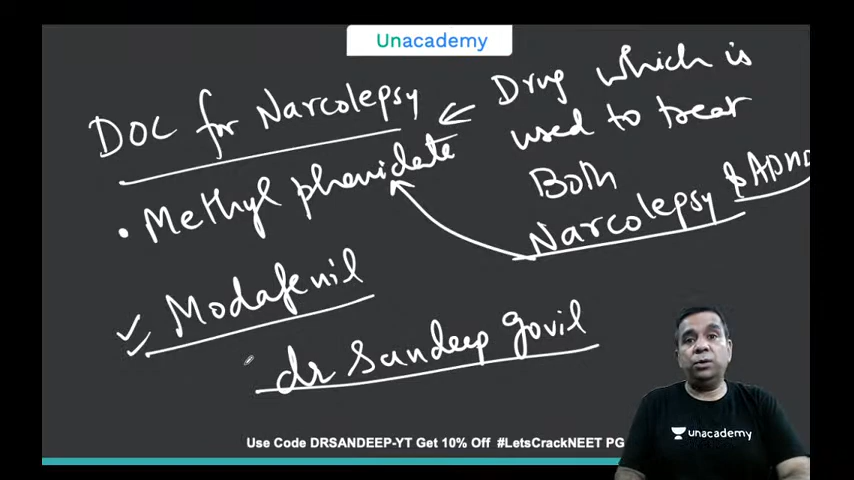 Unacademy
DOC for Narcolepsy
• Methyl phenidate
Modafenil
dr Sandeep Govil
Drug which is
used to treat
Both
Narcolepsy & ADHD
unacademy
Use Code DRSANDEEP-YT Get 10% Off #LetsCrackNEET PG